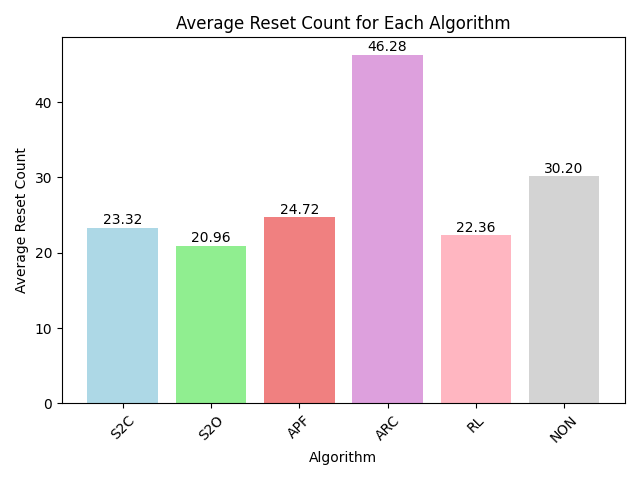 Average Reset Count for Each Algorithm
Average Reset Count
40
30
20
10
0
23.32
20.96
24.72
46.28
22.36
30.20
S2C
S2O
APF
ARC
RL
NON
Algorithm